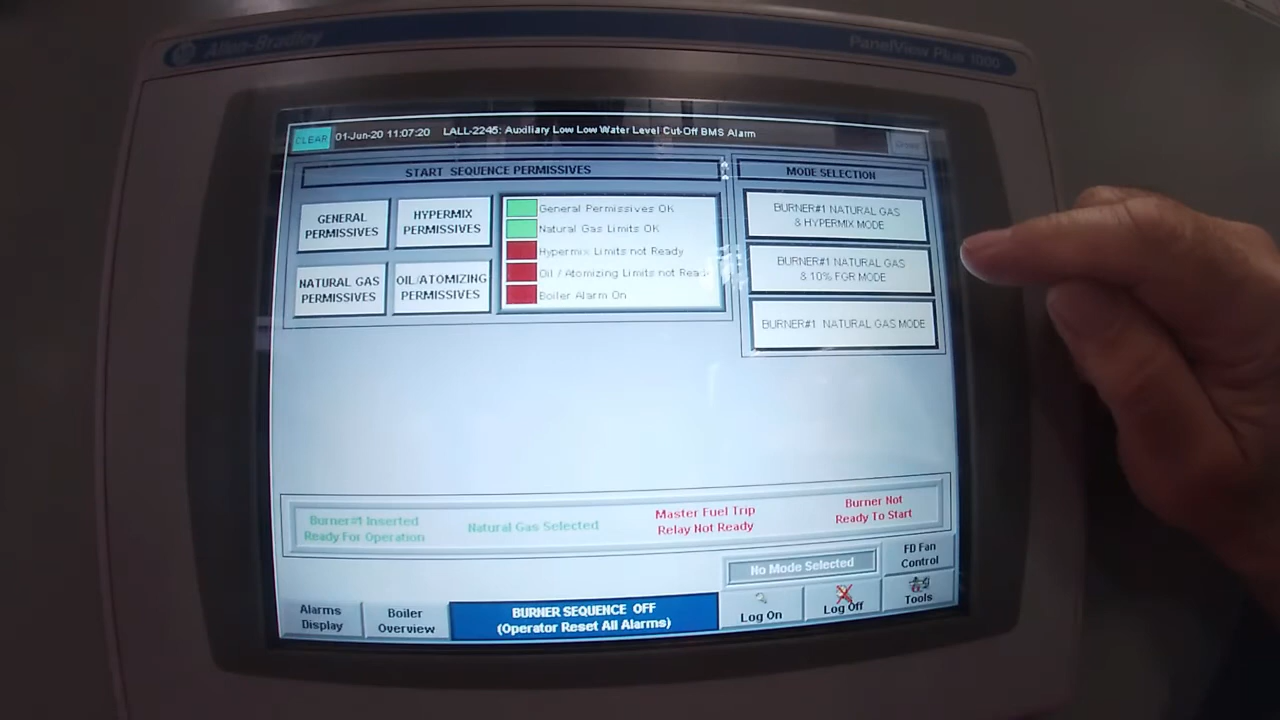 Allen-Bradley
PanelView Plus 1000
CLEAR
01-Jun-20 11:07:20 LALL-2245: Auxiliary Low Low Water Level Cut-Off BMS Alarm
START SEQUENCE PERMISSIVES
MODE SELECTION
GENERAL
PERMISSIVES
HYPERMIX
PERMISSIVES
NATURAL GAS
PERMISSIVES
OIL/ATOMIZING
PERMISSIVES
General Permissives OK
Natural Gas Limits OK
Hypermix Limits not Ready
Oil / Atomizing Limits not Read
Boiler Alarm On
BURNER#1 NATURAL GAS
& HYPERMIX MODE
BURNER#1 NATURAL GAS
& 10% FGR MODE
BURNER#1 NATURAL GAS MODE
Burner#1 Inserted
Ready For Operation
Natural Gas Selected
Master Fuel Trip
Relay Not Ready
Burner Not
Ready To Start
No Mode Selected
FD Fan
Control
Alarms
Display
Boiler
Overview
BURNER SEQUENCE OFF
(Operator Reset All Alarms)
Log On
Log Off
Tools